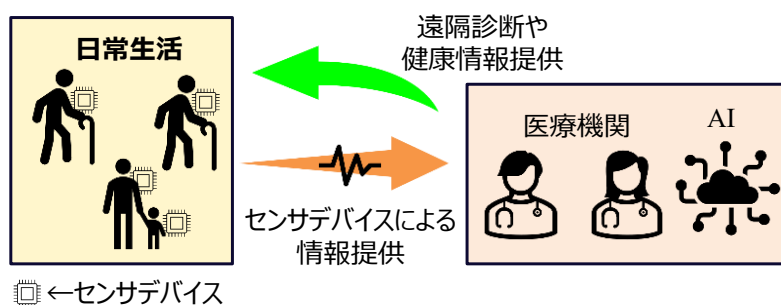 日常生活
遠隔診断や
健康情報提供
医療機関
AI
センサデバイスによる
情報提供
←センサデバイス